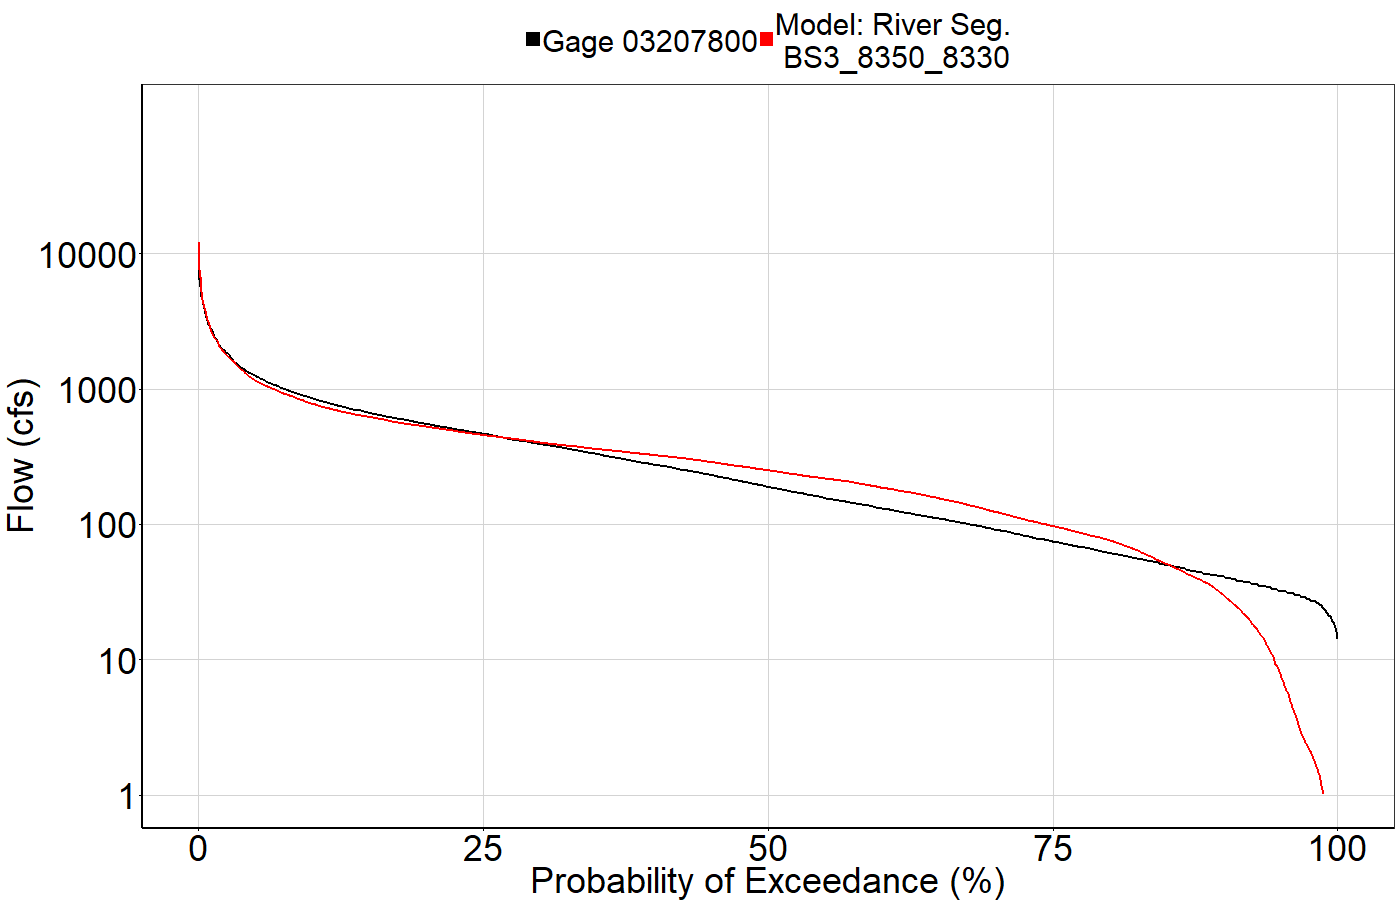 Gage 03207800
Model: River Seg.
BS3_8350_8330
Flow (cfs)
10000
1000
100
10
1
0 25 50 75 100
Probability of Exceedance (%)